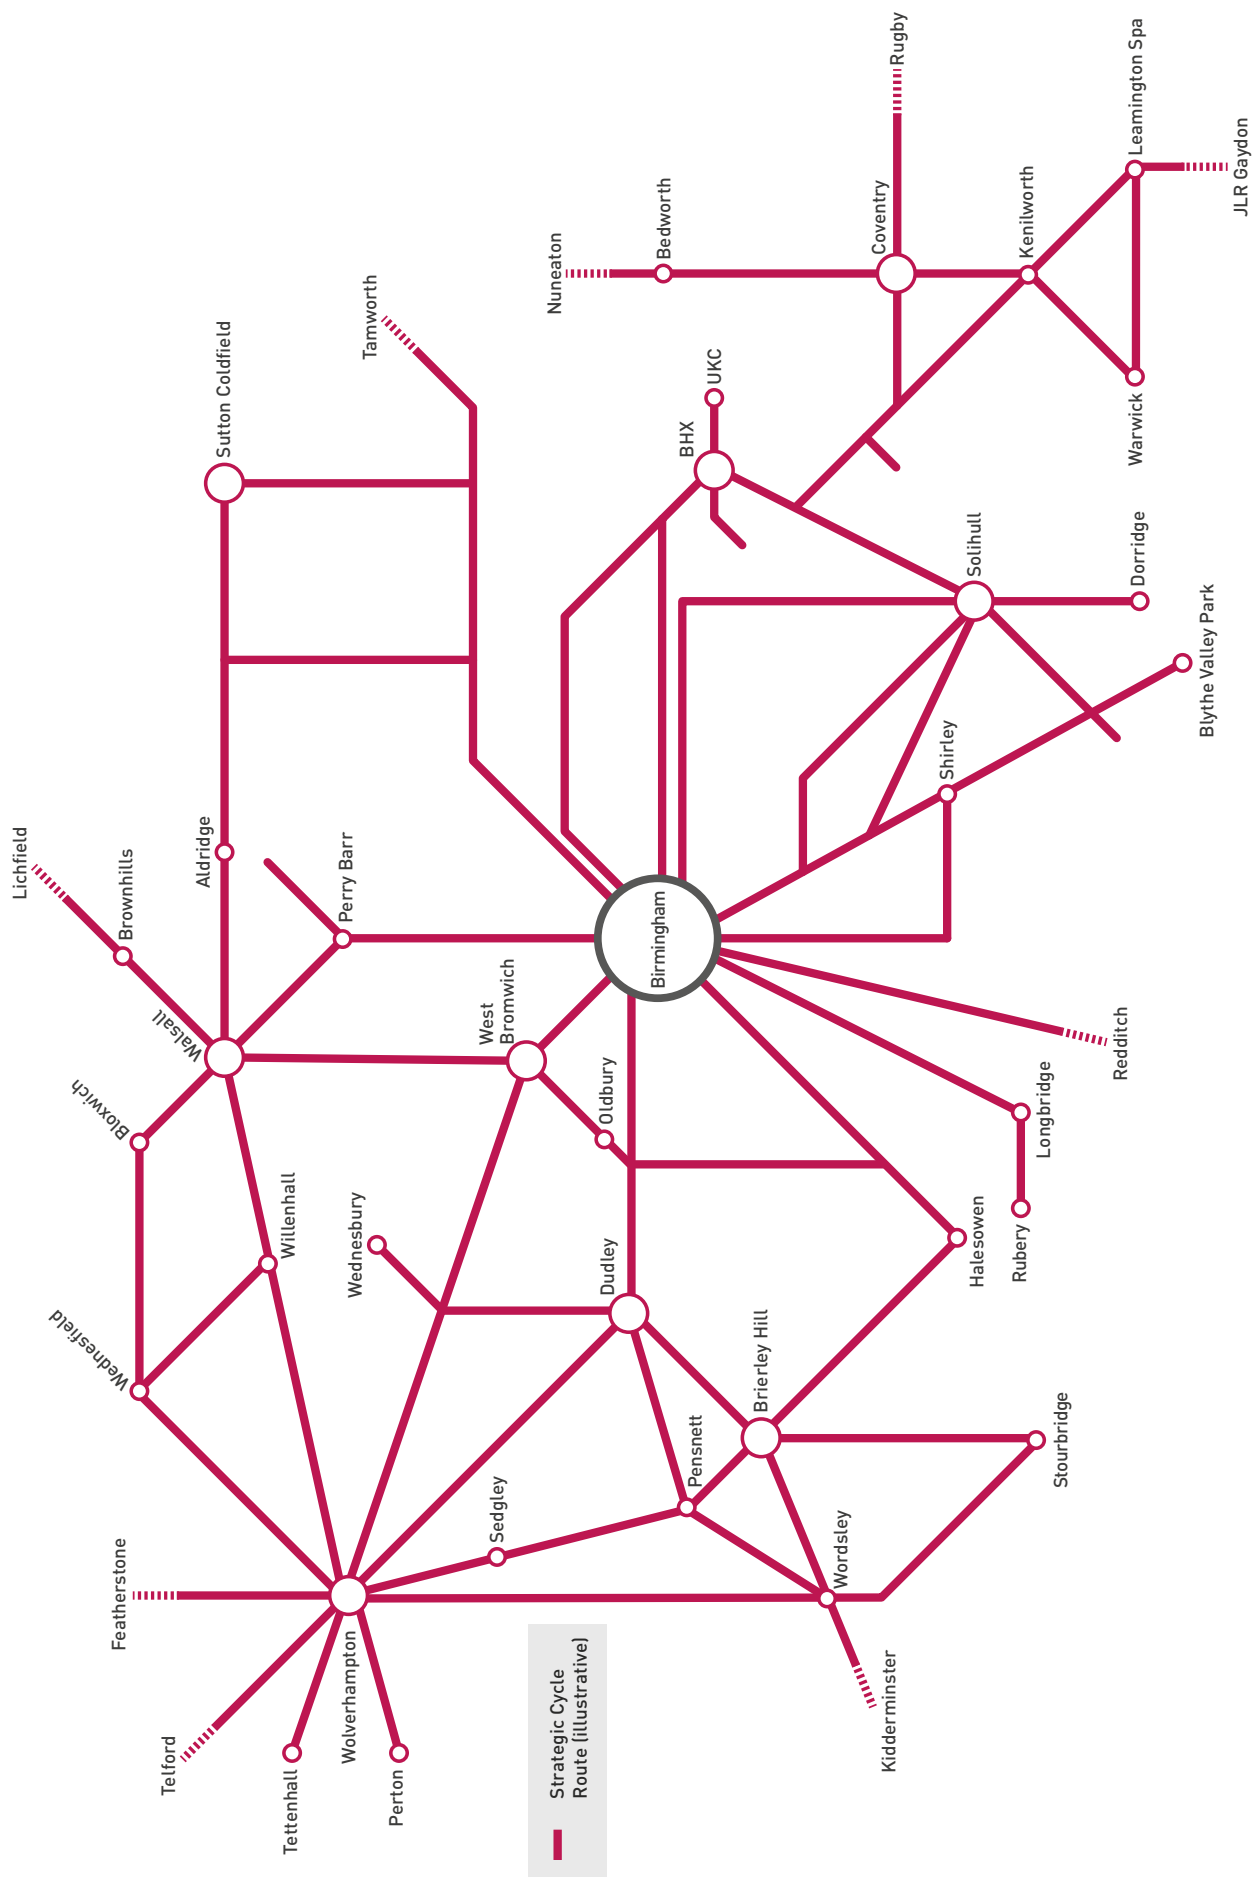 Featherstone
Telford
Tettenhall
Wolverhampton
Perton
Wednesfield
Bloxwich
Willenhall
Walsall
Brownhills
Lichfield
Aldridge
Sutton Coldfield
Tamworth
Perry Barr
Wednesbury
West
Bromwich
Oldbury
Dudley
Sedgley
Pensnett
Brierley Hill
Wordsley
Kidderminster
Stourbridge
Halesowen
Rubery
Longbridge
Redditch
Birmingham
Shirley
Blythe Valley Park
Dorridge
Solihull
BHX
UKC
Nuneaton
Bedworth
Coventry
Rugby
Kenilworth
Warwick
Leamington Spa
JLR Gaydon
Strategic Cycle
Route (illustrative)